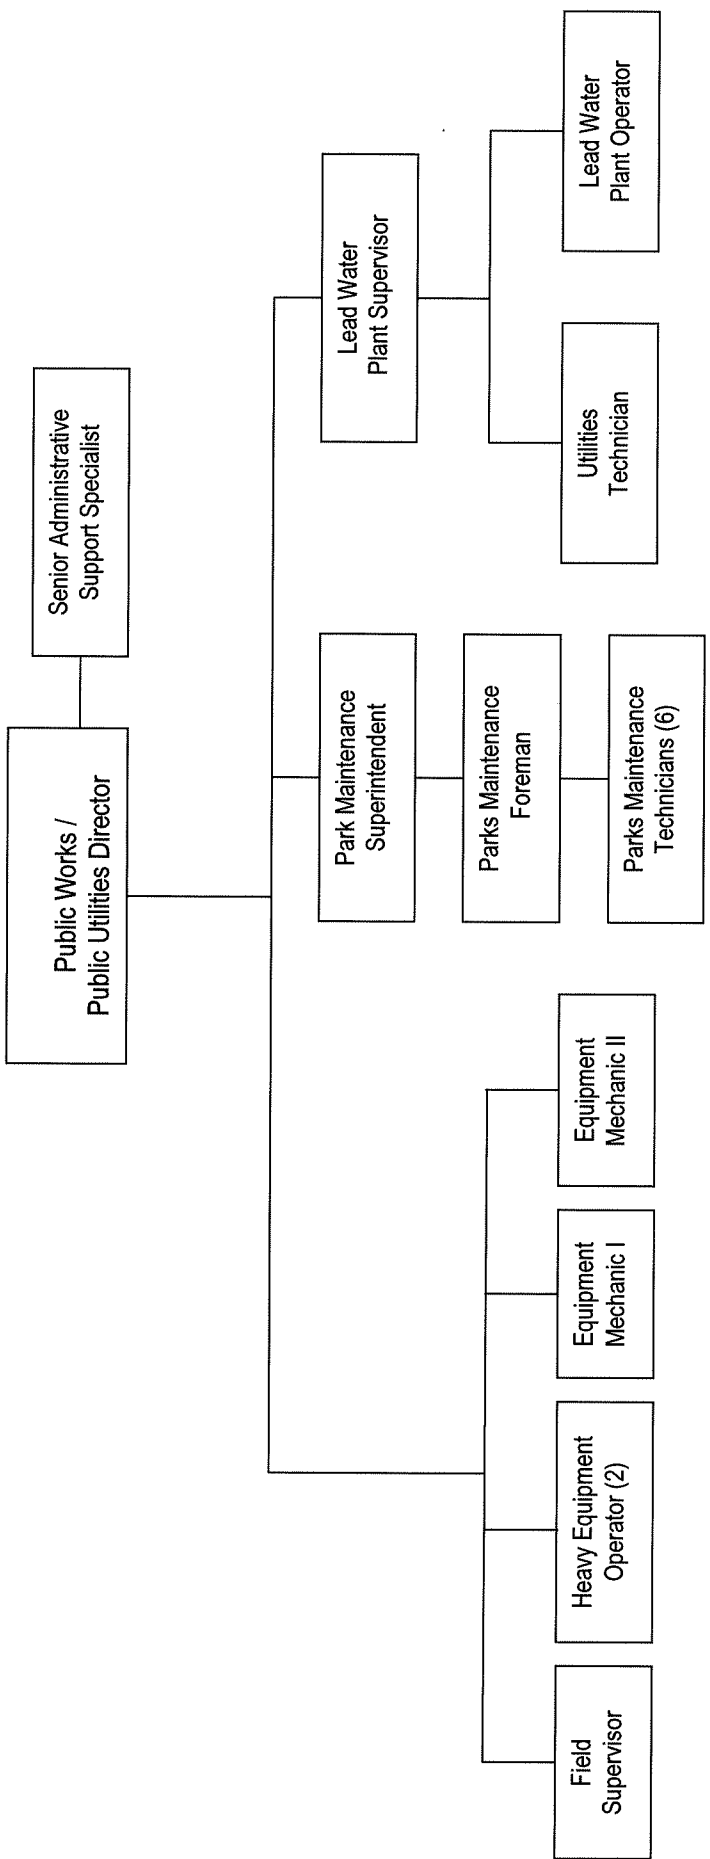 Public Works /
Public Utilities Director
Senior Administrative
Support Specialist
Park Maintenance
Superintendent
Lead Water
Plant Supervisor
Parks Maintenance
Foreman
Field
Supervisor
Heavy Equipment
Operator (2)
Equipment
Mechanic I
Equipment
Mechanic II
Parks Maintenance
Technicians (6)
Utilities
Technician
Lead Water
Plant Operator